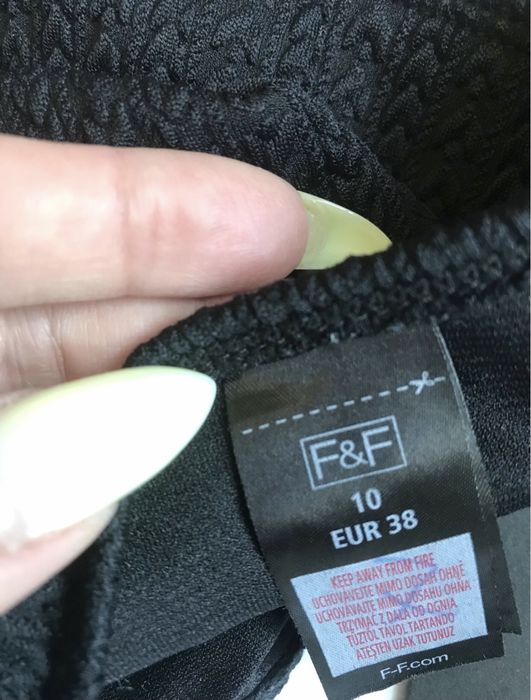 F&F
10
EUR 38
KEEP AWAY FROM FIRE
UCHOVÁVEJTE MIMO DOSAH OHNĚ
UCHOVÁVAJTE MIMO DOSAHU OHŇA
TRZYMAĆ Z DALA OD OGNIA
TŰZTŐL TÁVOL TARTANDÓ
ATEŞTEN UZAK TUTUNUZ
F-F.com